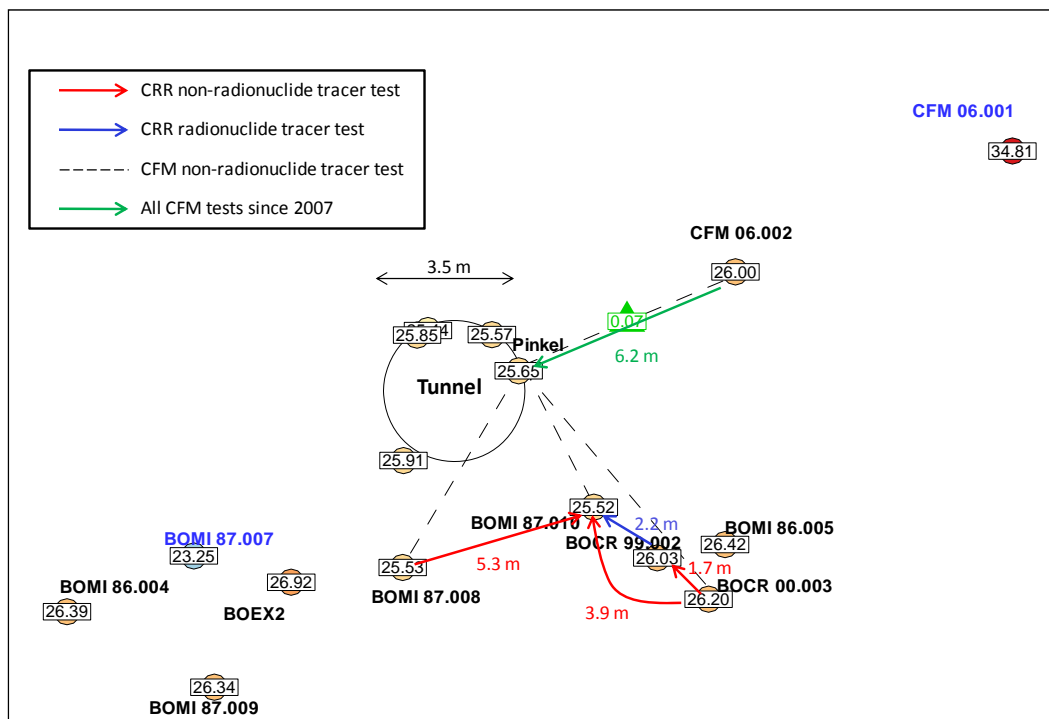 CRR non-radionuclide tracer test
CRR radionuclide tracer test
CFM non-radionuclide tracer test
All CFM tests since 2007
CFM 06.001
34.81
CFM 06.002
26.00
3.5 m
0.07
6.2 m
25.85
25.57
Pinkel
25.65
Tunnel
25.91
25.52
BOMI 87.010
2.2 m
BOMI 86.005
26.42
BOCR 99.002
26.03
1.7 m
BOCR 00.003
26.20
3.9 m
BOMI 87.007
23.25
25.53
5.3 m
BOMI 87.008
26.92
BOEX2
BOMI 86.004
26.39
26.34
BOMI 87.009